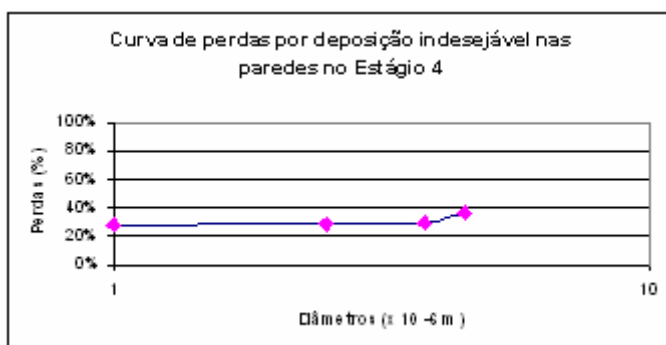 Curva de perdas por deposição indesejável nas
paredes no Estágio 4
100%
80%
60%
40%
20%
0%
Perdas (%)
1
10
Diâmetros (x 10 -6 m)